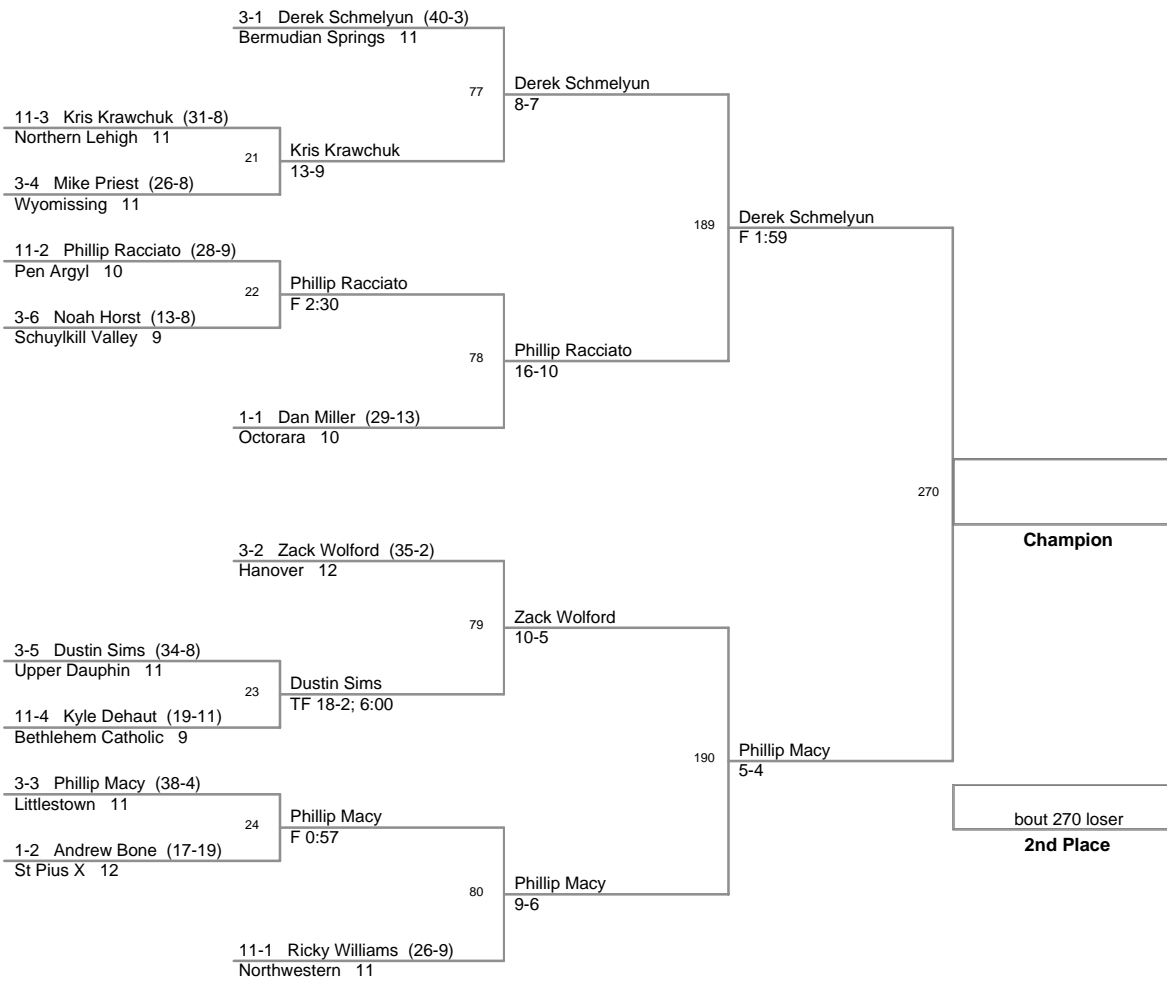 3-1 Derek Schmelyun (40-3)
Bermudian Springs 11
77
Derek Schmelyun
8-7
11-3 Kris Krawchuk (31-8)
Northern Lehigh 11
21
Kris Krawchuk
13-9
3-4 Mike Priest (26-8)
Wyomissing 11
189
Derek Schmelyun
F 1:59
11-2 Phillip Racciato (28-9)
Pen Argyl 10
22
Phillip Racciato
F 2:30
3-6 Noah Horst (13-8)
Schuylkill Valley 9
78
Phillip Racciato
16-10
1-1 Dan Miller (29-13)
Octorara 10
270
Champion
3-2 Zack Wolford (35-2)
Hanover 12
79
Zack Wolford
10-5
3-5 Dustin Sims (34-8)
Upper Dauphin 11
23
Dustin Sims
TF 18-2; 6:00
11-4 Kyle Dehaut (19-11)
Bethlehem Catholic 9
190
Phillip Macy
5-4
3-3 Phillip Macy (38-4)
Littlestown 11
24
Phillip Macy
F 0:57
1-2 Andrew Bone (17-19)
St Pius X 12
bout 270 loser
2nd Place
80
Phillip Macy
9-6
11-1 Ricky Williams (26-9)
Northwestern 11